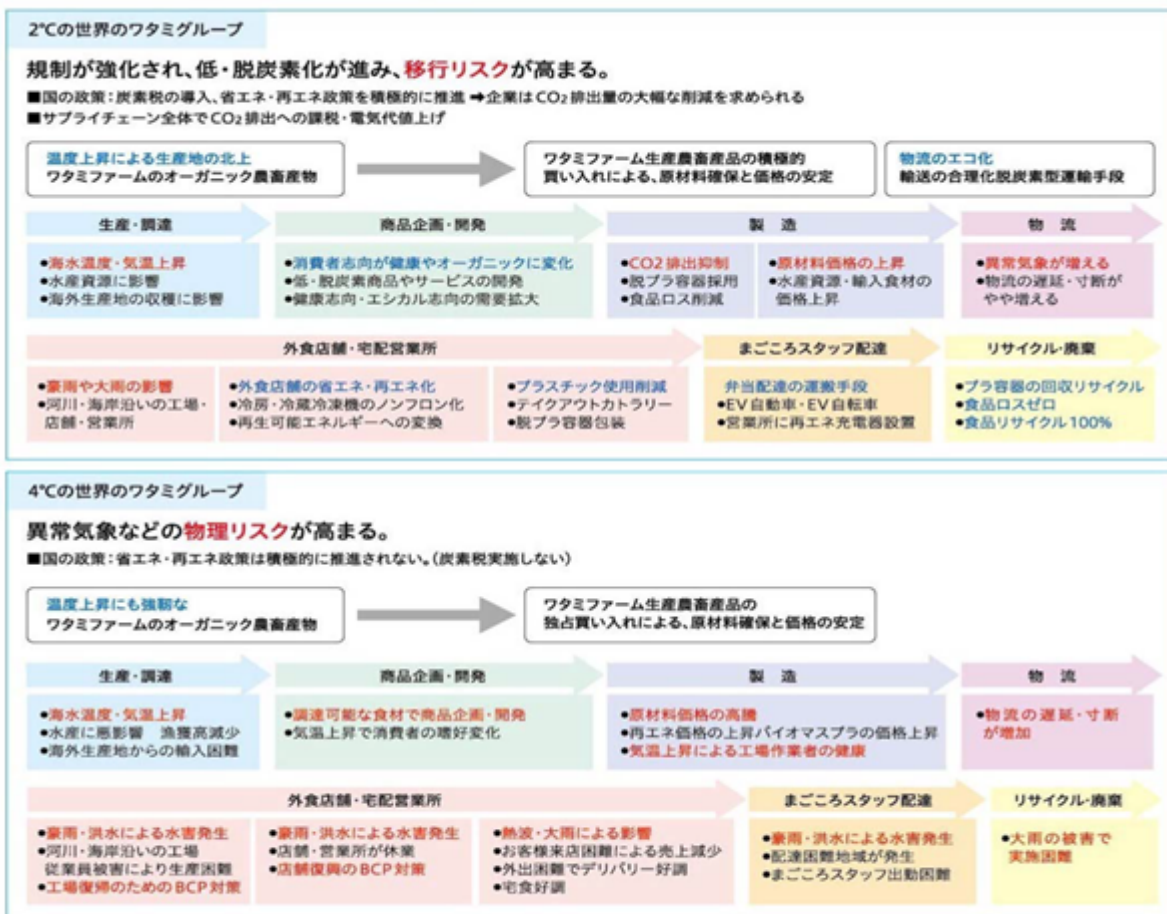 2℃の世界のワタミグループ
規制が強化され、低・脱炭素化が進み、移行リスクが高まる。
■国の政策：炭素税の導入、省エネ・再エネ政策を積極的に推進 ➡企業はCO₂排出量の大幅な削減を求められる
■サプライチェーン全体でCO₂排出への課税・電気代値上げ
温度上昇による生産地の北上
ワタミファームのオーガニック農畜産物
ワタミファーム生産農畜産品の積極的
買い入れによる、原材料確保と価格の安定
物流のエコ化
輸送の合理化脱炭素型運輸手段
生産・調達
商品企画・開発
製造
物流
●海水温度・気温上昇
●水産資源に影響
●海外生産地の収穫に影響
●消費者志向が健康やオーガニックに変化
●低・脱炭素商品やサービスの開発
●健康志向・エシカル志向の需要拡大
●CO2排出抑制
●脱プラ容器採用
●食品ロス削減
●原材料価格の上昇
●水産資源・輸入食材の
価格上昇
●異常気象が増える
●物流の遅延・寸断が
やや増える
外食店舗・宅配営業所
まごころスタッフ配達
リサイクル・廃棄
●豪雨や大雨の影響
●河川・海岸沿いの工場・
店舗・営業所
●外食店舗の省エネ・再エネ化
●冷房・冷蔵冷凍機のノンフロン化
●再生可能エネルギーへの変換
●プラスチック使用削減
●テイクアウトカトラリー
●脱プラ容器包装
弁当配達の運搬手段
●EV自動車・EV自転車
●営業所に再エネ充電器設置
●プラ容器の回収リサイクル
●食品ロスゼロ
●食品リサイクル100%
4℃の世界のワタミグループ
異常気象などの物理リスクが高まる。
■国の政策：省エネ・再エネ政策は積極的に推進されない。(炭素税実施しない)
温度上昇にも強靭な
ワタミファームのオーガニック農畜産物
ワタミファーム生産農畜産品の
独占買い入れによる、原材料確保と価格の安定
生産・調達
商品企画・開発
製造
物流
●海水温度・気温上昇
●水産に悪影響 漁獲高減少
●海外生産地からの輸入困難
●調達可能な食材で商品企画・開発
●気温上昇で消費者の嗜好変化
●原材料価格の高騰
●再エネ価格の上昇バイオマスプラの価格上昇
●気温上昇による工場作業者の健康
●物流の遅延・寸断
が増加
外食店舗・宅配営業所
まごころスタッフ配達
リサイクル・廃棄
●豪雨・洪水による水害発生
●河川・海岸沿いの工場
従業員被害により生産困難
●工場復帰のためのBCP対策
●豪雨・洪水による水害発生
●店舗・営業所が休業
●店舗復興のBCP対策
●熱波・大雨による影響
●お客様来店困難による売上減少
●外出困難でデリバリー好調
●宅食好調
●豪雨・洪水による水害発生
●配達困難地域が発生
●まごころスタッフ出動困難
●大雨の被害で
実施困難